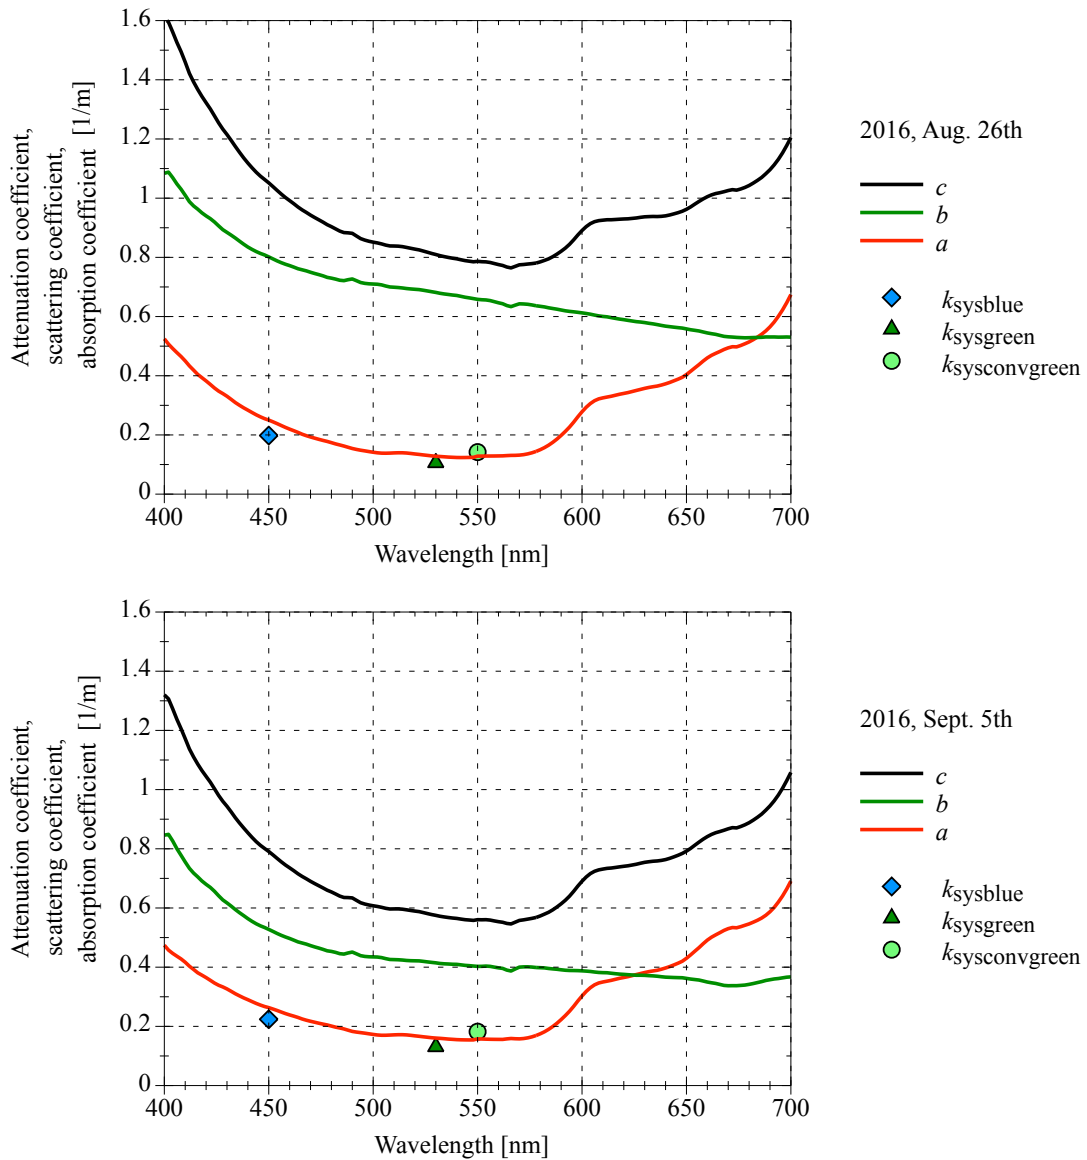 1.6
1.4
1.2
1
0.8
0.6
0.4
0.2
0
Attenuation coefficient,
scattering coefficient,
absorption coefficient [1/m]
400 450 500 550 600 650 700
Wavelength [nm]
2016, Aug. 26th
c
b
a
ksysblue
ksysgreen
ksysconvgreen
1.6
1.4
1.2
1
0.8
0.6
0.4
0.2
0
Attenuation coefficient,
scattering coefficient,
absorption coefficient [1/m]
400 450 500 550 600 650 700
Wavelength [nm]
2016, Sept. 5th
c
b
a
ksysblue
ksysgreen
ksysconvgreen